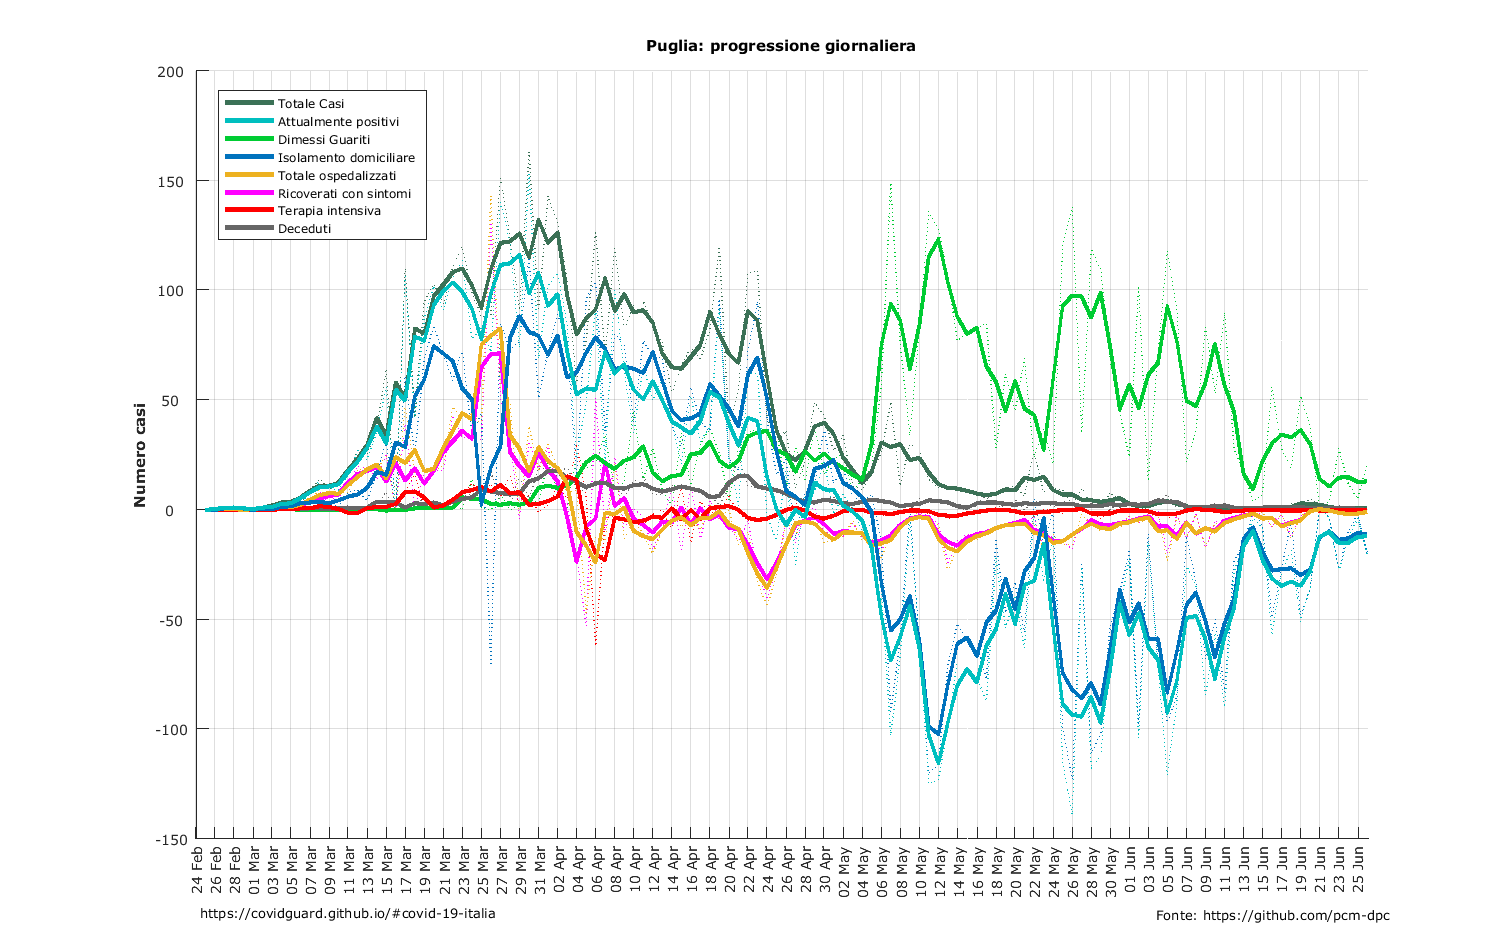 Puglia: progressione giornaliera
Numero casi
200
150
100
50
0
-50
-100
-150
Totale Casi
Attualmente positivi
Dimessi Guariti
Isolamento domiciliare
Totale ospedalizzati
Ricoverati con sintomi
Terapia intensiva
Deceduti
24 Feb
26 Feb
28 Feb
01 Mar
03 Mar
05 Mar
07 Mar
09 Mar
11 Mar
13 Mar
15 Mar
17 Mar
19 Mar
21 Mar
23 Mar
25 Mar
27 Mar
29 Mar
31 Mar
02 Apr
04 Apr
06 Apr
08 Apr
10 Apr
12 Apr
14 Apr
16 Apr
18 Apr
20 Apr
22 Apr
24 Apr
26 Apr
28 Apr
30 Apr
02 May
04 May
06 May
08 May
10 May
12 May
14 May
16 May
18 May
20 May
22 May
24 May
26 May
28 May
30 May
01 Jun
03 Jun
05 Jun
07 Jun
09 Jun
11 Jun
13 Jun
15 Jun
17 Jun
19 Jun
21 Jun
23 Jun
25 Jun
https://covidguard.github.io/#covid-19-italia
Fonte: https://github.com/pcm-dpc